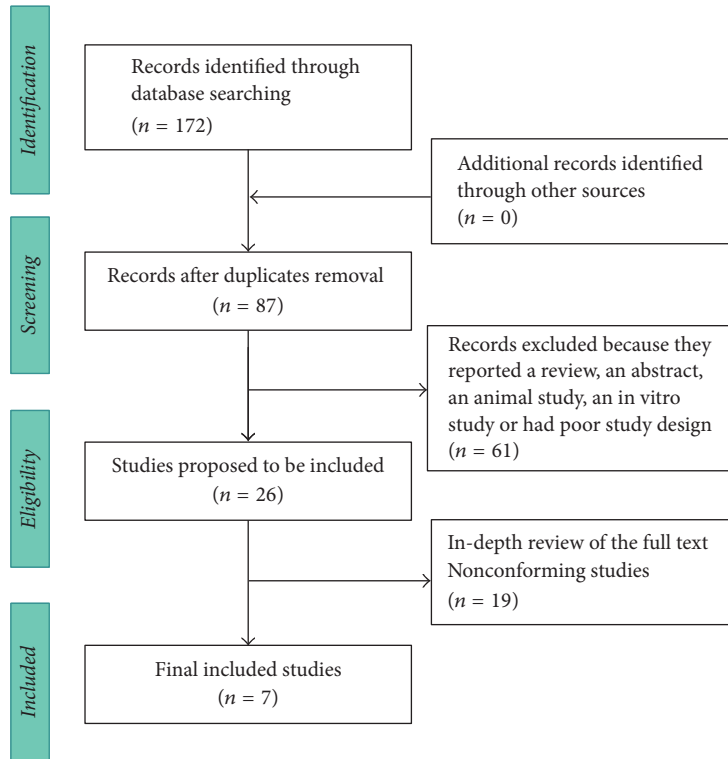 Identification
Records identified through
database searching
(n = 172)
Additional records identified
through other sources
(n = 0)
Screening
Records after duplicates removal
(n = 87)
Records excluded because they
reported a review, an abstract,
an animal study, an in vitro
study or had poor study design
(n = 61)
Eligibility
Studies proposed to be included
(n = 26)
In-depth review of the full text
Nonconforming studies
(n = 19)
Included
Final included studies
(n = 7)